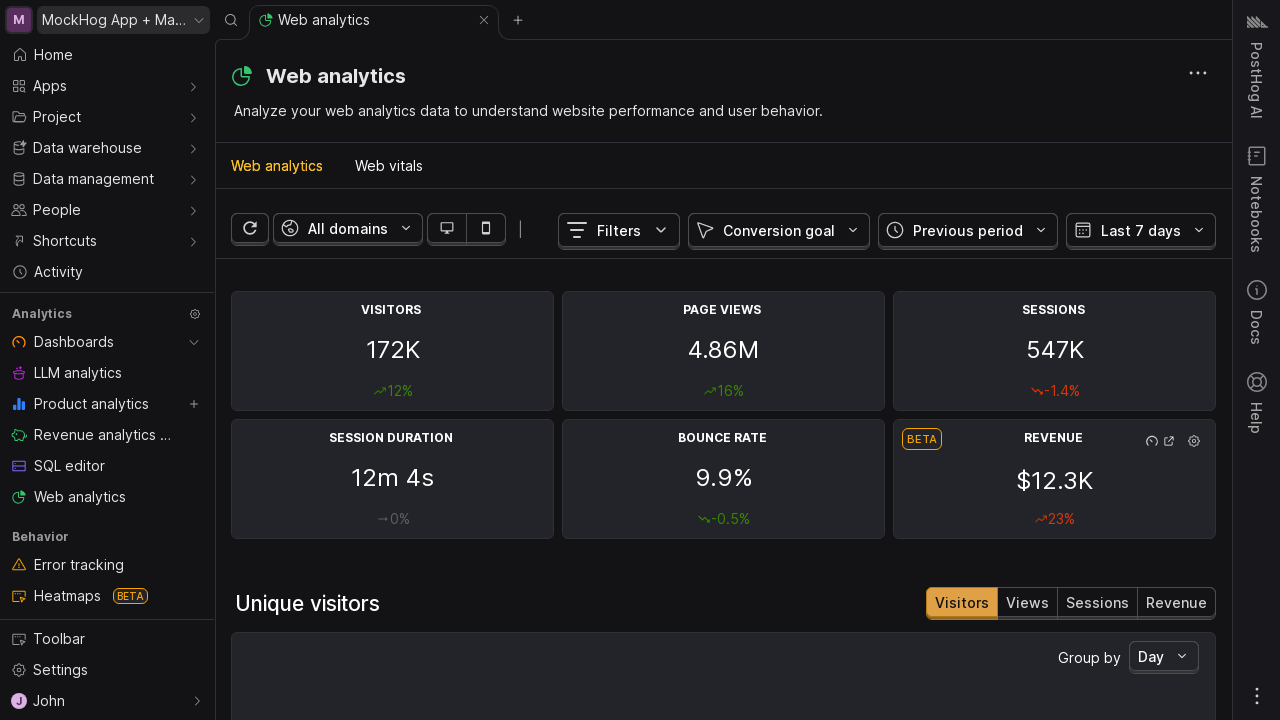 M
MockHog App + Ma...
Web analytics
Home
Apps
Project
Data warehouse
Data management
People
Shortcuts
Activity
Analytics
Dashboards
LLM analytics
Product analytics
Revenue analytics ...
SQL editor
Web analytics
Behavior
Error tracking
Heatmaps BETA
Toolbar
Settings
J John
Web analytics
Analyze your web analytics data to understand website performance and user behavior.
Web analytics Web vitals
All domains
Filters Conversion goal Previous period Last 7 days
VISITORS
172K
12%
PAGE VIEWS
4.86M
16%
SESSIONS
547K
-1.4%
SESSION DURATION
12m 4s
0%
BOUNCE RATE
9.9%
-0.5%
BETA
REVENUE
$12.3K
23%
Unique visitors
Visitors Views Sessions Revenue
Group by Day
PostHog AI
Notebooks
Docs
Help